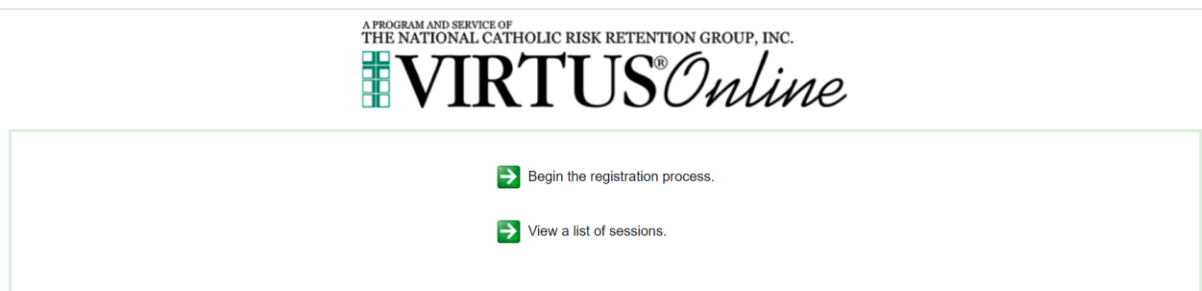 A PROGRAM AND SERVICE OF
THE NATIONAL CATHOLIC RISK RETENTION GROUP, INC.
VIRTUS®Online
Begin the registration process.
View a list of sessions.